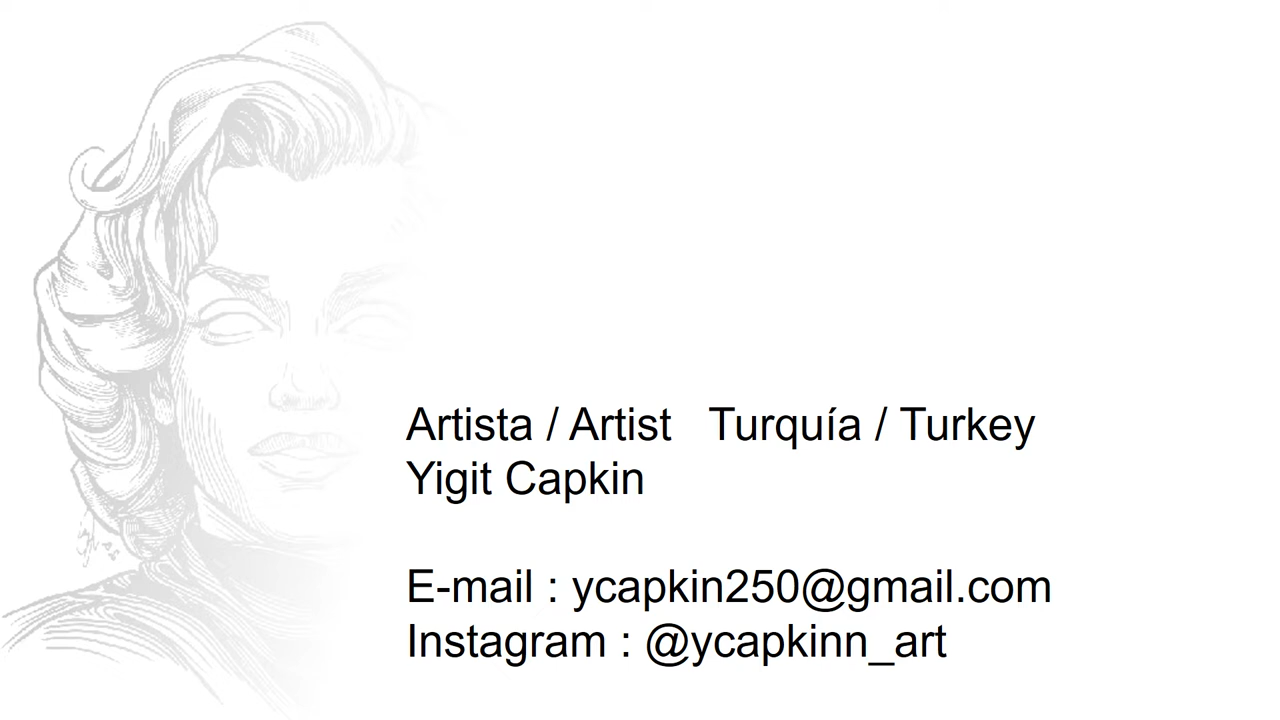 Artista / Artist   Turquía / Turkey
Yigit Capkin
E-mail : ycapkin250@gmail.com
Instagram : @ycapkinn_art